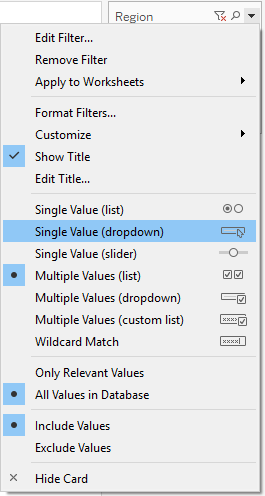 Region
Edit Filter...
Remove Filter
Apply to Worksheets
Format Filters...
Customize
Show Title
Edit Title...
Single Value (list)
Single Value (dropdown)
Single Value (slider)
Multiple Values (list)
Multiple Values (dropdown)
Multiple Values (custom list)
Wildcard Match
Only Relevant Values
All Values in Database
Include Values
Exclude Values
Hide Card